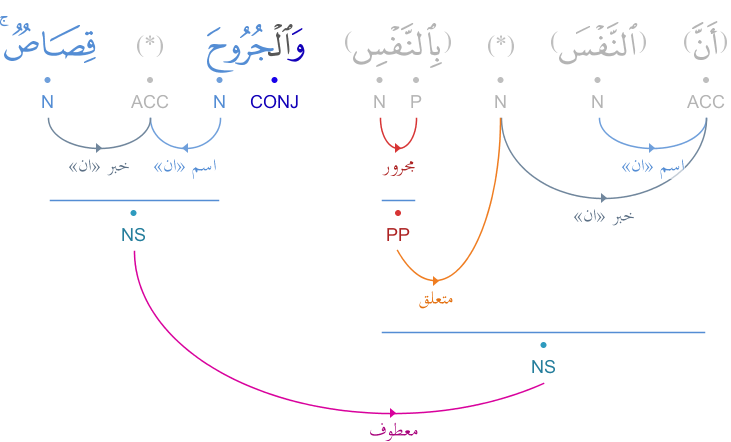 (أَنَّ) (ٱلنَّفْسَ) (*) (بِٱلنَّفْسِ) وَٱلْجُرُوحَ (*) قِصَاصٌ ۚ
ACC N N P N CONJ N ACC N
اسم «ان» مجرور اسم «ان» خبر «ان»
خبر «ان»
PP NS
متعلق
NS
معطوف